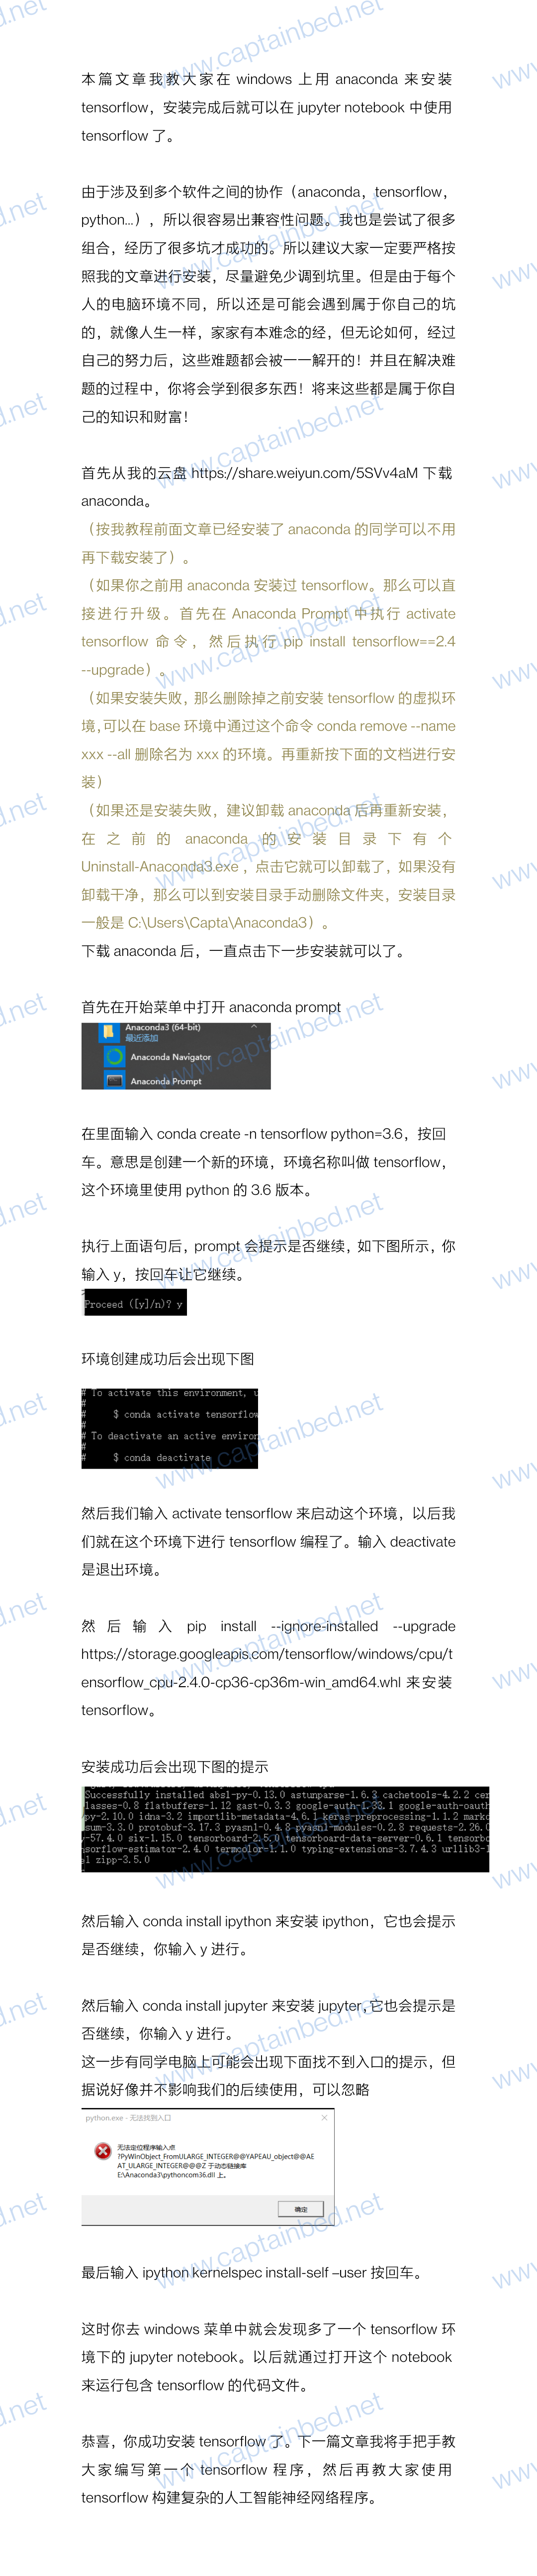 本篇文章我教大家在 windows 上用 anaconda 来安装
tensorflow，安装完成后就可以在 jupyter notebook 中使用
tensorflow 了。
由于涉及到多个软件之间的协作（anaconda，tensorflow，
python...），所以很容易出兼容性问题。我也是尝试了很多
组合，经历了很多坑才成功的。所以建议大家一定要严格按
照我的文章进行安装，尽量避免少调到坑里。但是由于每个
人的电脑环境不同，所以还是可能会遇到属于你自己的坑
的，就像人生一样，家家有本难念的经，但无论如何，经过
自己的努力后，这些难题都会被一一解开的！并且在解决难
题的过程中，你将会学到很多东西！将来这些都是属于你自
己的知识和财富！
首先从我的云盘 https://share.weiyun.com/5SVv4aM 下载
anaconda。
（按我教程前面文章已经安装了 anaconda 的同学可以不用
再下载安装了）。
（如果你之前用 anaconda 安装过 tensorflow。那么可以直
接进行升级。首先在 Anaconda Prompt 中执行 activate
tensorflow 命令，然后执行 pip install tensorflow==2.4
--upgrade）。
（如果安装失败，那么删除掉之前安装 tensorflow 的虚拟环
境，可以在 base 环境中通过这个命令 conda remove --name
xxx --all 删除名为 xxx 的环境。再重新按下面的文档进行安
装）
（如果还是安装失败，建议卸载 anaconda 后再重新安装，
在之前的 anaconda 的安装目录下有个
Uninstall-Anaconda3.exe ，点击它就可以卸载了，如果没有
卸载干净，那么可以到安装目录手动删除文件夹，安装目录
一般是 C:\Users\Capta\Anaconda3）。
下载 anaconda 后，一直点击下一步安装就可以了。
首先在开始菜单中打开 anaconda prompt
Anaconda3 (64-bit)
最近添加
Anaconda Navigator
Anaconda Prompt
在里面输入 conda create -n tensorflow python=3.6，按回
车。意思是创建一个新的环境，环境名称叫做 tensorflow，
这个环境里使用 python 的 3.6 版本。
执行上面语句后，prompt 会提示是否继续，如下图所示，你
输入 y，按回车让它继续。
Proceed ([y]/n)? y
环境创建成功后会出现下图
# To activate this environment, u
#
#     $ conda activate tensorflow
#
# To deactivate an active environ
#
#     $ conda deactivate
然后我们输入 activate tensorflow 来启动这个环境，以后我
们就在这个环境下进行 tensorflow 编程了。输入 deactivate
是退出环境。
然后输入 pip install --ignore-installed --upgrade
https://storage.googleapis.com/tensorflow/windows/cpu/t
ensorflow_cpu-2.4.0-cp36-cp36m-win_amd64.whl 来安装
tensorflow。
安装成功后会出现下图的提示
Successfully installed absl-py-0.13.0 astunparse-1.6.3 cachetools-4.2.2 cer
lasses-0.8 flatbuffers-1.12 gast-0.3.3 google-auth-1.33.1 google-auth-oauth
py-2.10.0 idna-3.2 importlib-metadata-4.6.1 keras-preprocessing-1.1.2 markd
sum-3.3.0 protobuf-3.17.3 pyasn1-0.4.8 pyasn1-modules-0.2.8 requests-2.26.0
-57.4.0 six-1.15.0 tensorboard-2.5.0 tensorboard-data-server-0.6.1 tensorbo
sorflow-estimator-2.4.0 termcolor-1.1.0 typing-extensions-3.7.4.3 urllib3-1
1 zipp-3.5.0
然后输入 conda install ipython 来安装 ipython，它也会提示
是否继续，你输入 y 进行。
然后输入 conda install jupyter 来安装 jupyter，它也会提示是
否继续，你输入 y 进行。
这一步有同学电脑上可能会出现下面找不到入口的提示，但
据说好像并不影响我们的后续使用，可以忽略
python.exe - 无法找到入口
无法定位程序输入点
?PyWinObject_FromULARGE_INTEGER@@YAPEAU_object@@AE
AT_ULARGE_INTEGER@@@Z 于动态链接库
E:\Anaconda3\pythoncom36.dll 上。
确定
最后输入 ipython kernelspec install-self –user 按回车。
这时你去 windows 菜单中就会发现多了一个 tensorflow 环
境下的 jupyter notebook。以后就通过打开这个 notebook
来运行包含 tensorflow 的代码文件。
恭喜，你成功安装 tensorflow 了。下一篇文章我将手把手教
大家编写第一个 tensorflow 程序，然后再教大家使用
tensorflow 构建复杂的人工智能神经网络程序。
www.captainbed.net